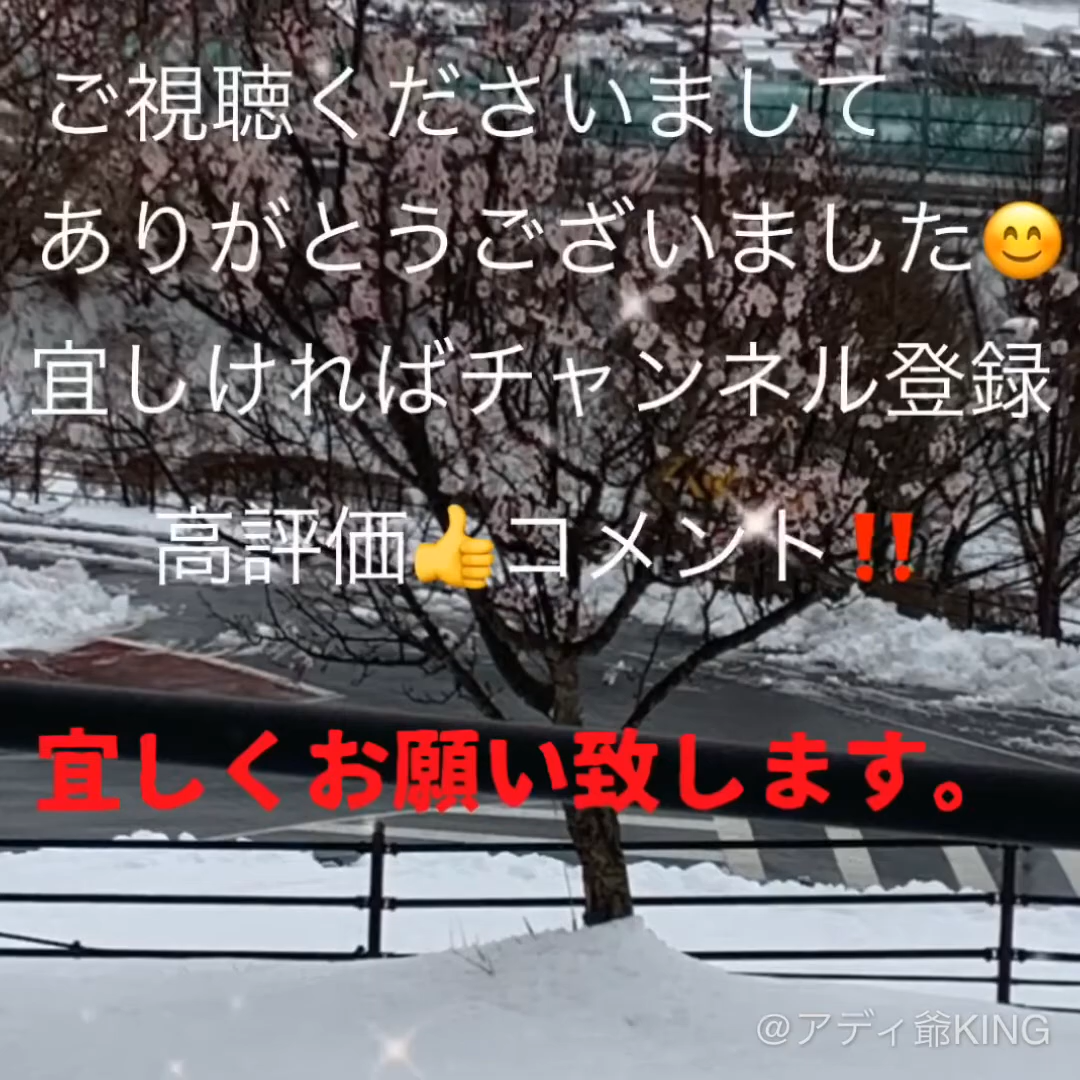 ご視聴くださいまして
ありがとうございました😊
宜しければチャンネル登録
高評価👍コメント‼️
宜しくお願い致します。
@アディ爺KING